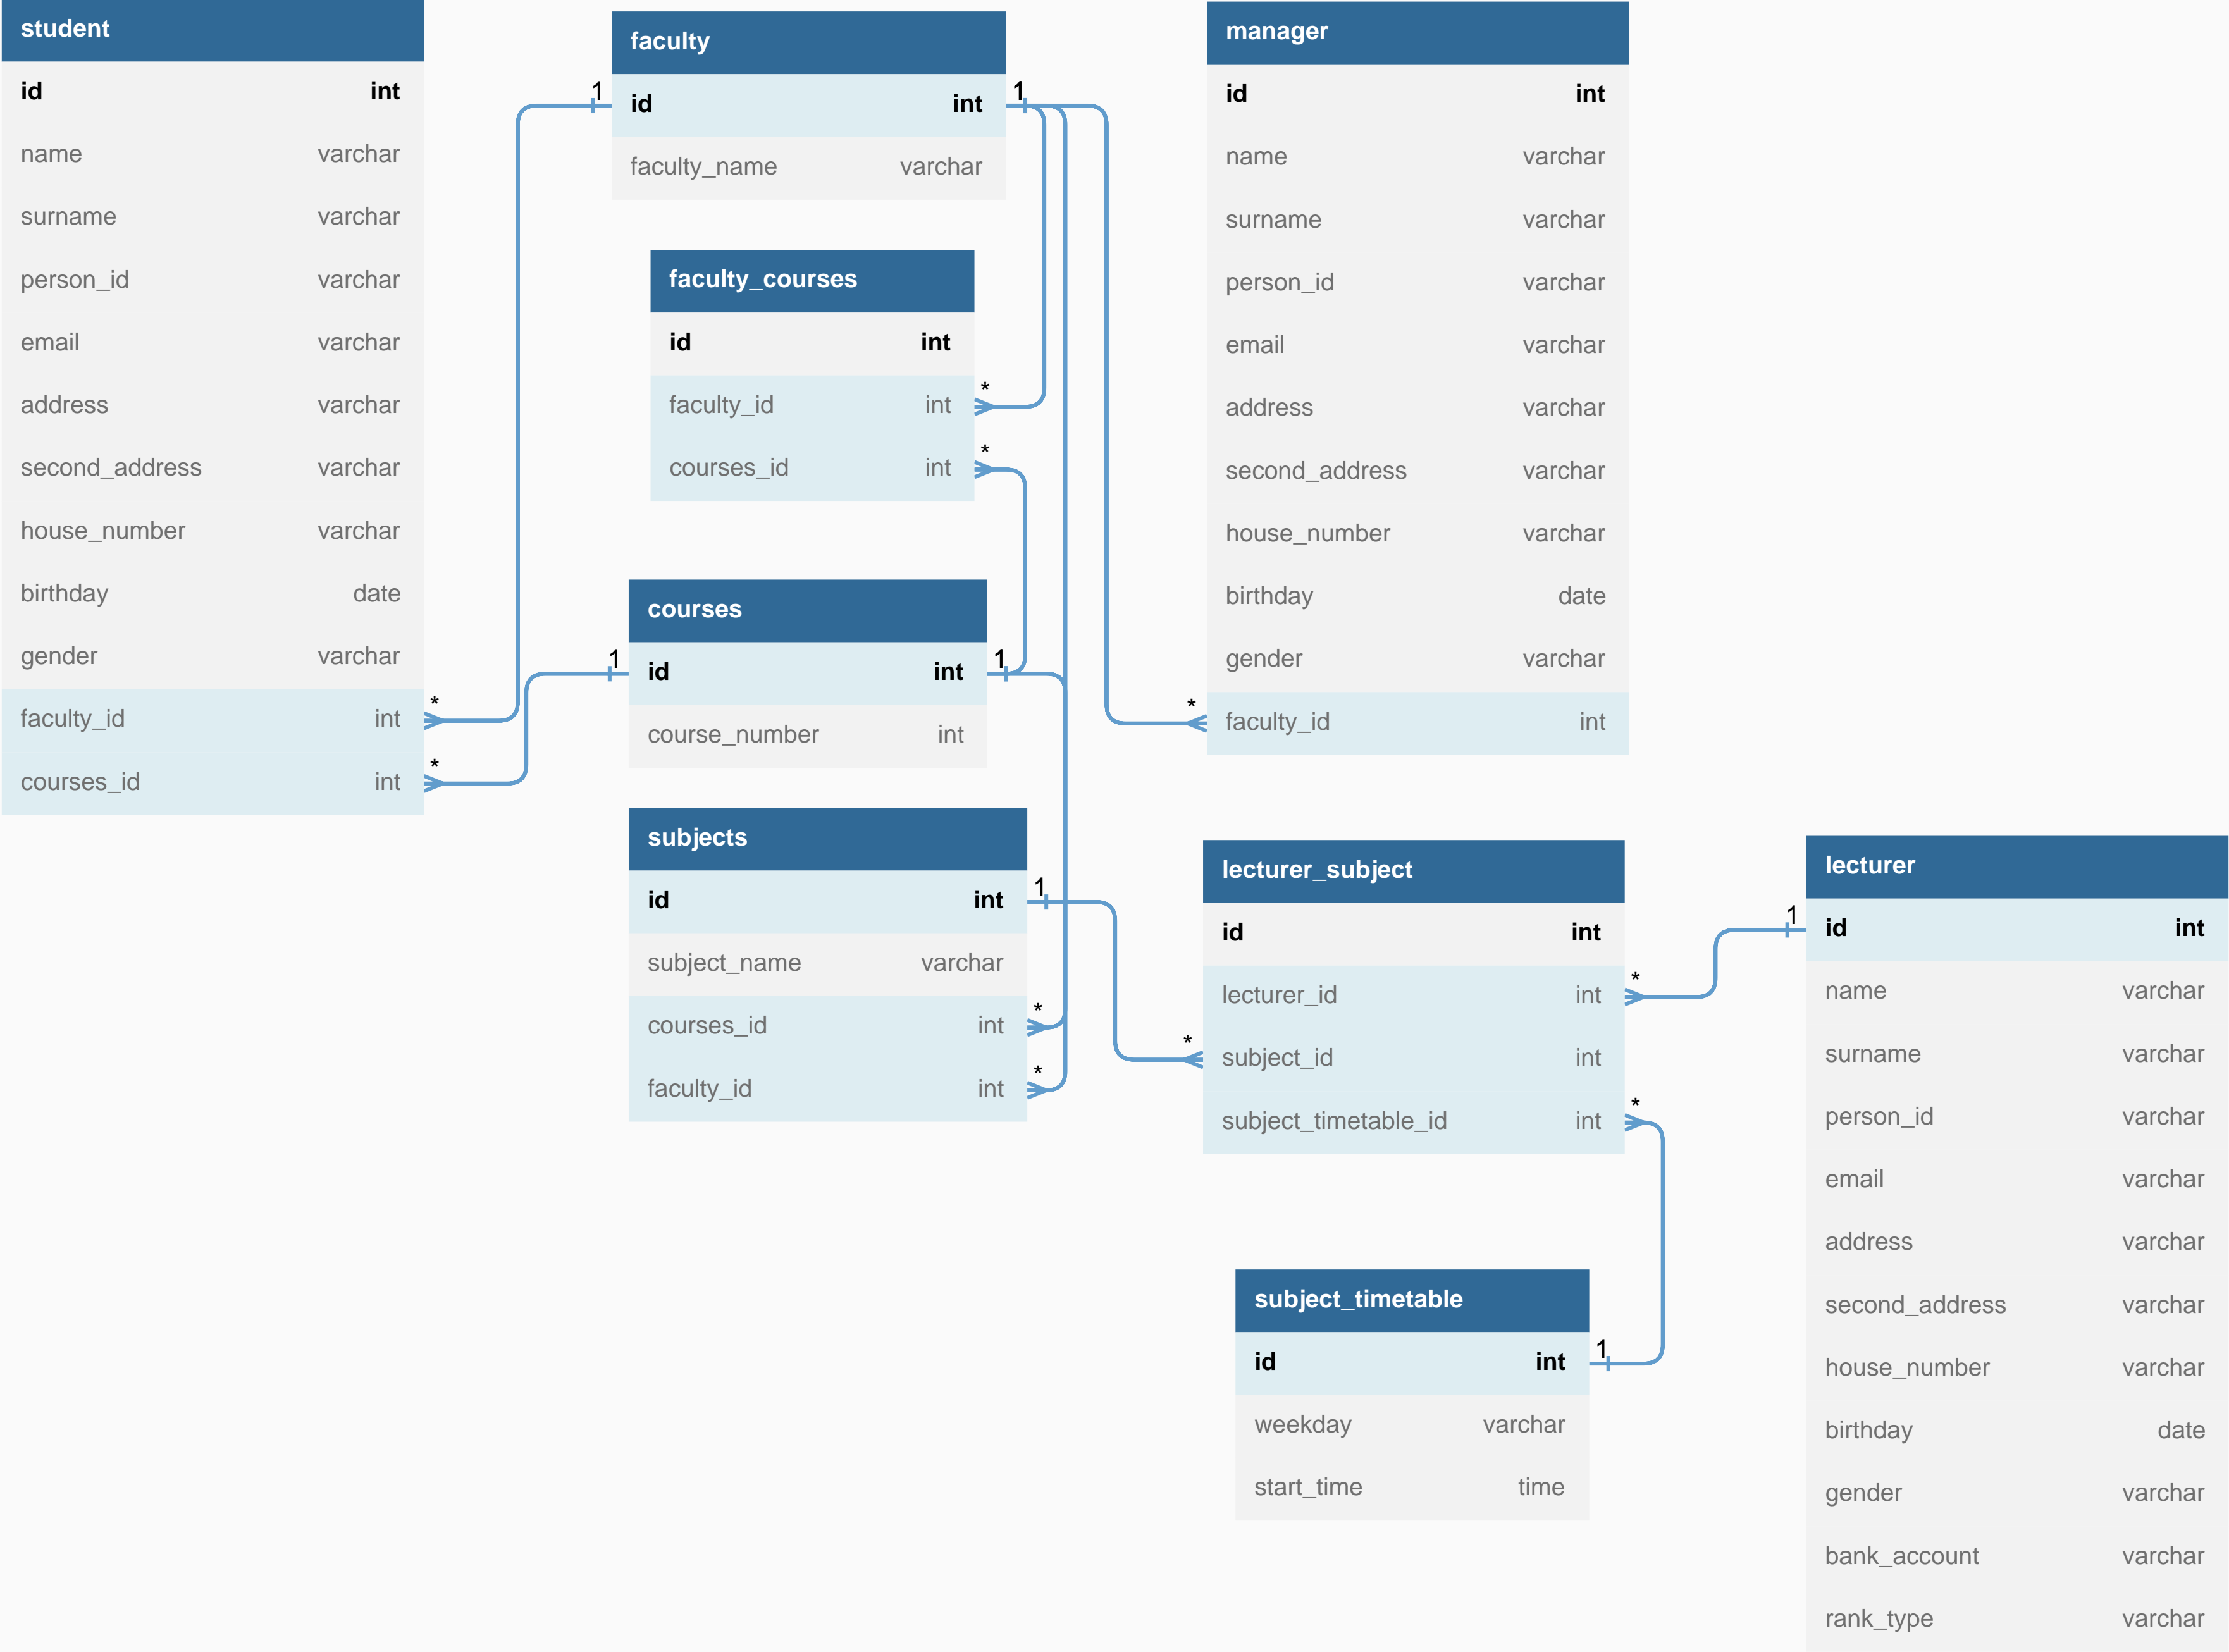 student
id int
name varchar
surname varchar
person_id varchar
email varchar
address varchar
second_address varchar
house_number varchar
birthday date
gender varchar
faculty_id int
*
courses_id int
*
faculty
1
id int
1
faculty_name varchar
faculty_courses
id int
faculty_id int
*
courses_id int
*
courses
1
id int
1
course_number int
subjects
id int
1
subject_name varchar
courses_id int
*
faculty_id int
*
manager
id int
name varchar
surname varchar
person_id varchar
email varchar
address varchar
second_address varchar
house_number varchar
birthday date
gender varchar
*
faculty_id int
lecturer_subject
id int
lecturer_id int
*
*
subject_id int
subject_timetable_id int
*
subject_timetable
id int
1
weekday varchar
start_time time
lecturer
1
id int
name varchar
surname varchar
person_id varchar
email varchar
address varchar
second_address varchar
house_number varchar
birthday date
gender varchar
bank_account varchar
rank_type varchar